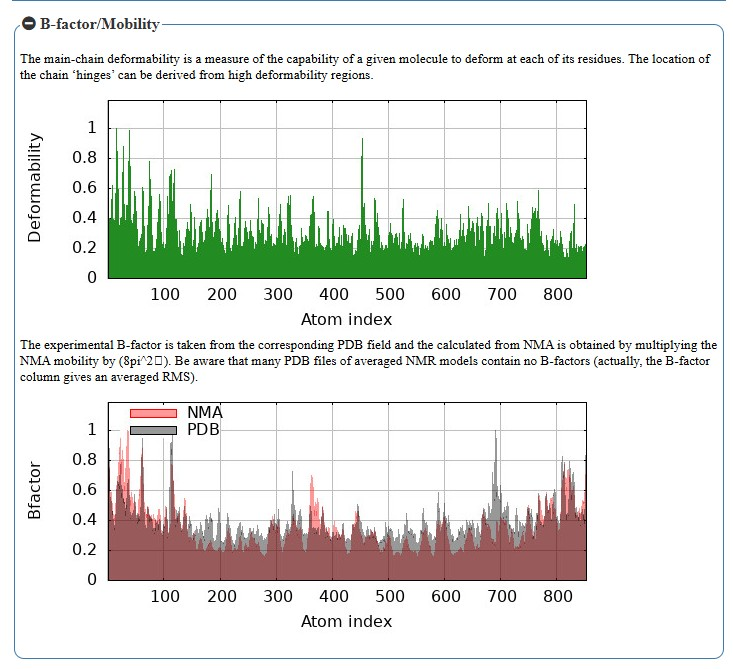 B-factor/Mobility
The main-chain deformability is a measure of the capability of a given molecule to deform at each of its residues. The location of
the chain ‘hinges’ can be derived from high deformability regions.
1
0.8
0.6
0.4
0.2
0
Deformability
100 200 300 400 500 600 700 800
Atom index
The experimental B-factor is taken from the corresponding PDB field and the calculated from NMA is obtained by multiplying the
NMA mobility by (8pi^2□). Be aware that many PDB files of averaged NMR models contain no B-factors (actually, the B-factor
column gives an averaged RMS).
NMA
PDB
1
0.8
0.6
0.4
0.2
0
Bfactor
100 200 300 400 500 600 700 800
Atom index